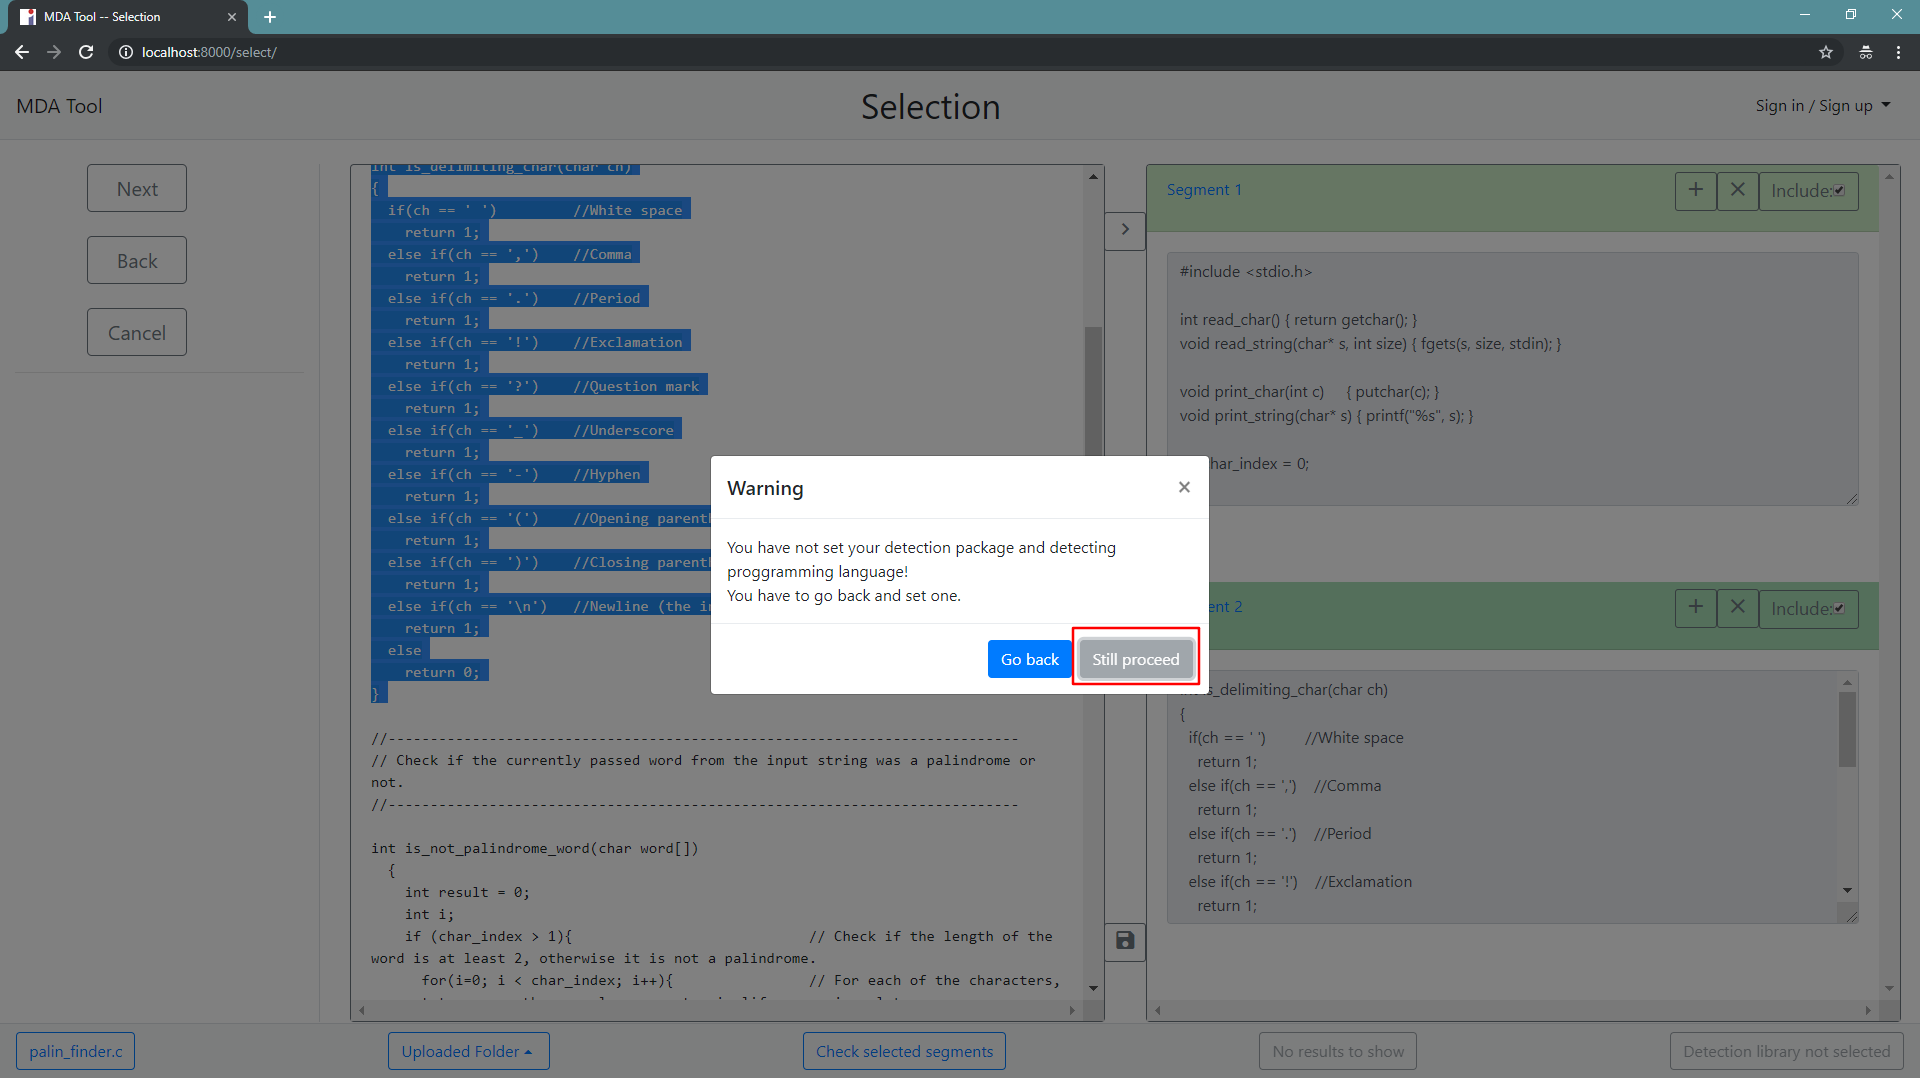 MDA Tool -- Selection
localhost:8000/select/
MDA Tool
Selection
Sign in / Sign up
Next
Back
Cancel
int is_delimiting_char(char ch)
{
if(ch == ' ')         //White space
return 1;
else if(ch == ',')    //Comma
return 1;
else if(ch == '.')    //Period
return 1;
else if(ch == '!')    //Exclamation
return 1;
else if(ch == '?')    //Question mark
return 1;
else if(ch == '_')    //Underscore
return 1;
else if(ch == '-')    //Hyphen
return 1;
else if(ch == '(')    //Opening
return 1;
else if(ch == ')')    //Closing
return 1;
else if(ch == '\n')   //Newline (the
return 1;
else
return 0;
}
//---------------------------------------------------------------------------
// Check if the currently passed word from the input string was a palindrome or
not.
//---------------------------------------------------------------------------
int is_not_palindrome_word(char word[])
{
int result = 0;
int i;
if (char_index > 1){                            // Check if the length of the
word is at least 2, otherwise it is not a palindrome.
for(i=0; i < char_index; i++){                // For each of the characters,
Segment 1
Include:
#include <stdio.h>
int read_char() { return getchar(); }
void read_string(char* s, int size) { fgets(s, size, stdin); }
void print_char(int c)     { putchar(c); }
void print_string(char* s) { printf("%s", s); }
har_index = 0;
ent 2
Include:
s_delimiting_char(char ch)
{
if(ch == ' ')         //White space
return 1;
else if(ch == ',')    //Comma
return 1;
else if(ch == '.')    //Period
return 1;
else if(ch == '!')    //Exclamation
return 1;
Warning
You have not set your detection package and detecting
proggramming language!
You have to go back and set one.
Go back
Still proceed
palin_finder.c
Uploaded Folder
Check selected segments
No results to show
Detection library not selected